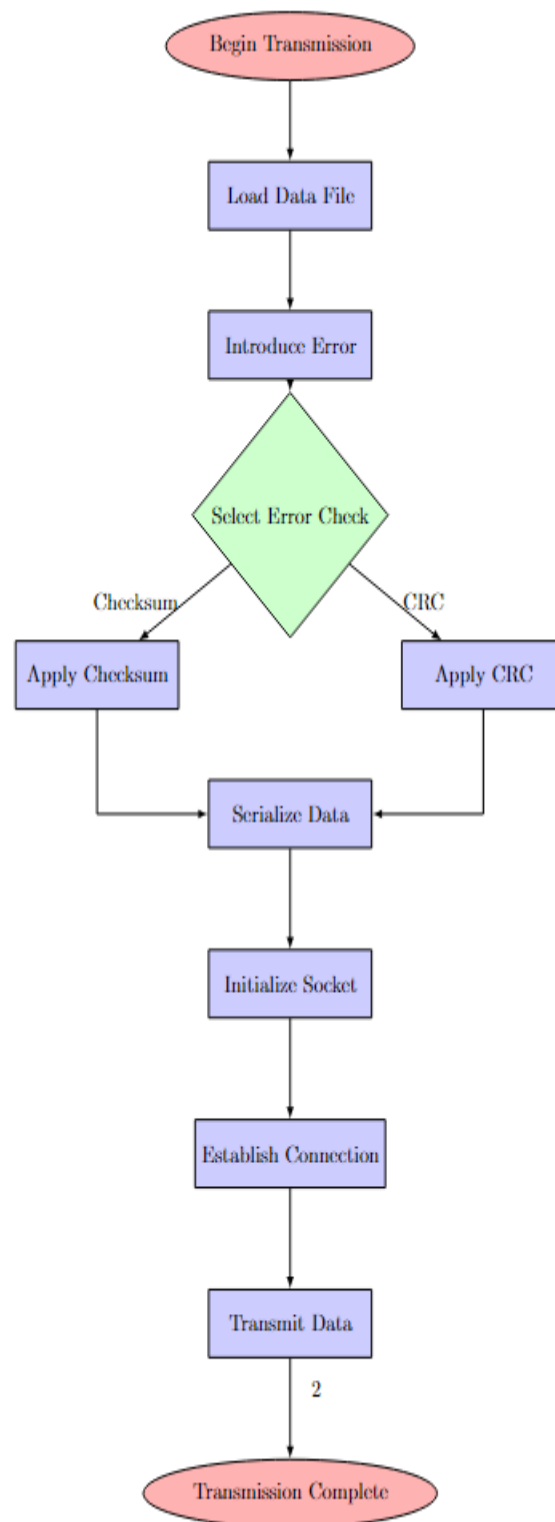 Begin Transmission
Load Data File
Introduce Error
Select Error Check
Checksum
CRC
Apply Checksum
Apply CRC
Serialize Data
Initialize Socket
Establish Connection
Transmit Data
2
Transmission Complete